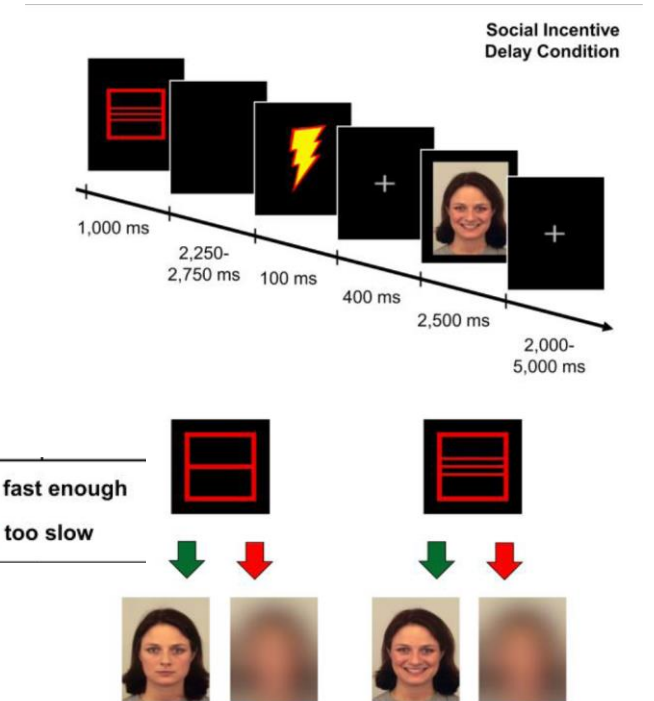 Social Incentive
Delay Condition
1,000 ms
2,250-
2,750 ms
100 ms
400 ms
2,500 ms
2,000-
5,000 ms
fast enough
too slow